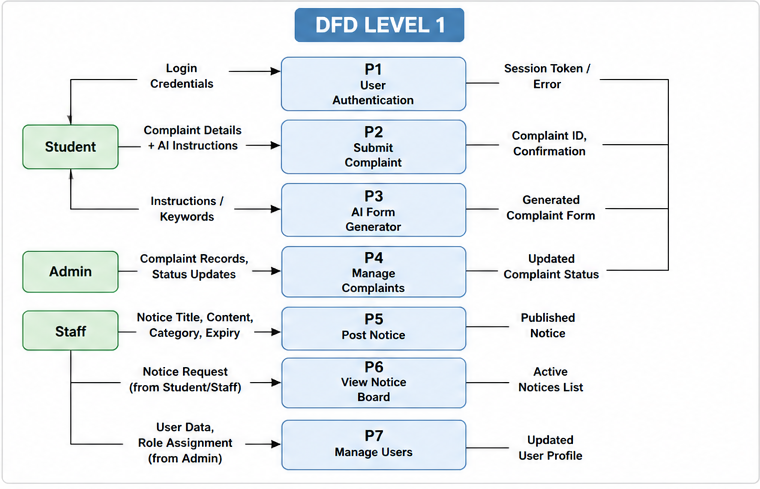 DFD LEVEL 1
Login
Credentials
P1
User
Authentication
Session Token /
Error
Student
Complaint Details
+ AI Instructions
P2
Submit
Complaint
Complaint ID,
Confirmation
Instructions /
Keywords
P3
AI Form
Generator
Generated
Complaint Form
Admin
Complaint Records,
Status Updates
P4
Manage
Complaints
Updated
Complaint Status
Staff
Notice Title, Content,
Category, Expiry
P5
Post Notice
Published
Notice
Notice Request
(from Student/Staff)
P6
View Notice
Board
Active
Notices List
User Data,
Role Assignment
(from Admin)
P7
Manage Users
Updated
User Profile